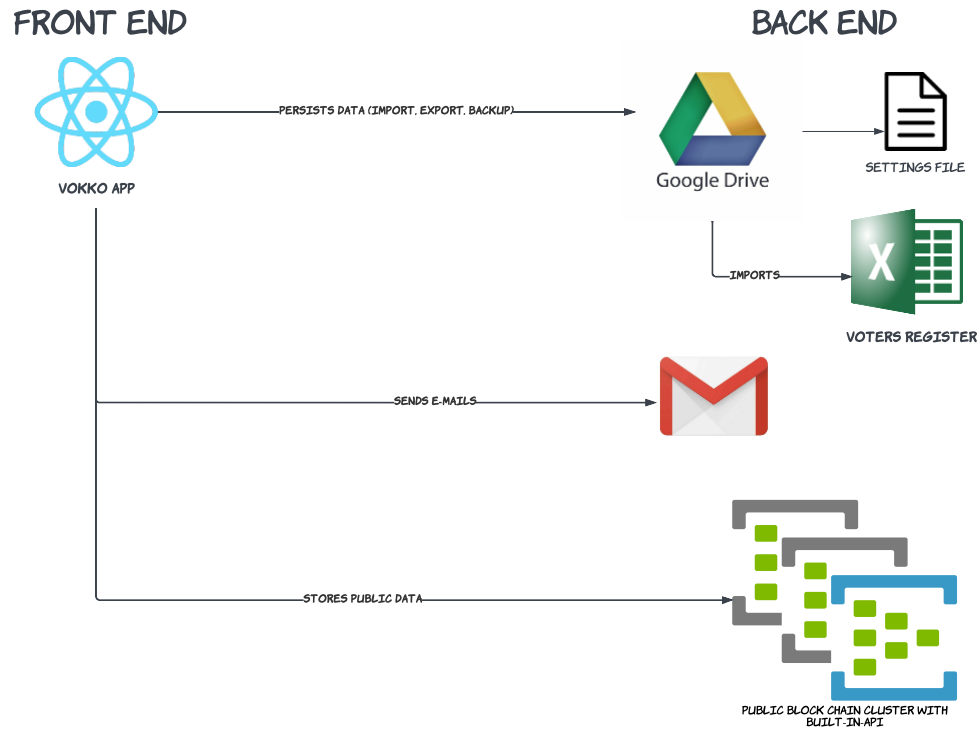 FRONT END
BACK END
PERSISTS DATA (IMPORT, EXPORT, BACKUP)
Google Drive
SETTINGS FILE
VOKKO APP
X
IMPORTS
VOTERS REGISTER
SENDS E-MAILS
STORES PUBLIC DATA
PUBLIC BLOCK CHAIN CLUSTER WITH
BUILT-IN-API